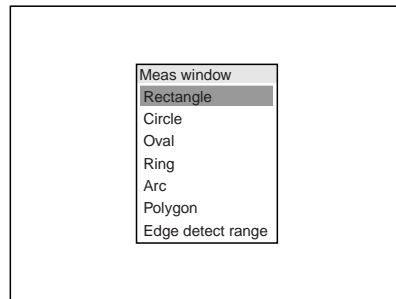 Meas window
Rectangle
Circle
Oval
Ring
Arc
Polygon
Edge detect range